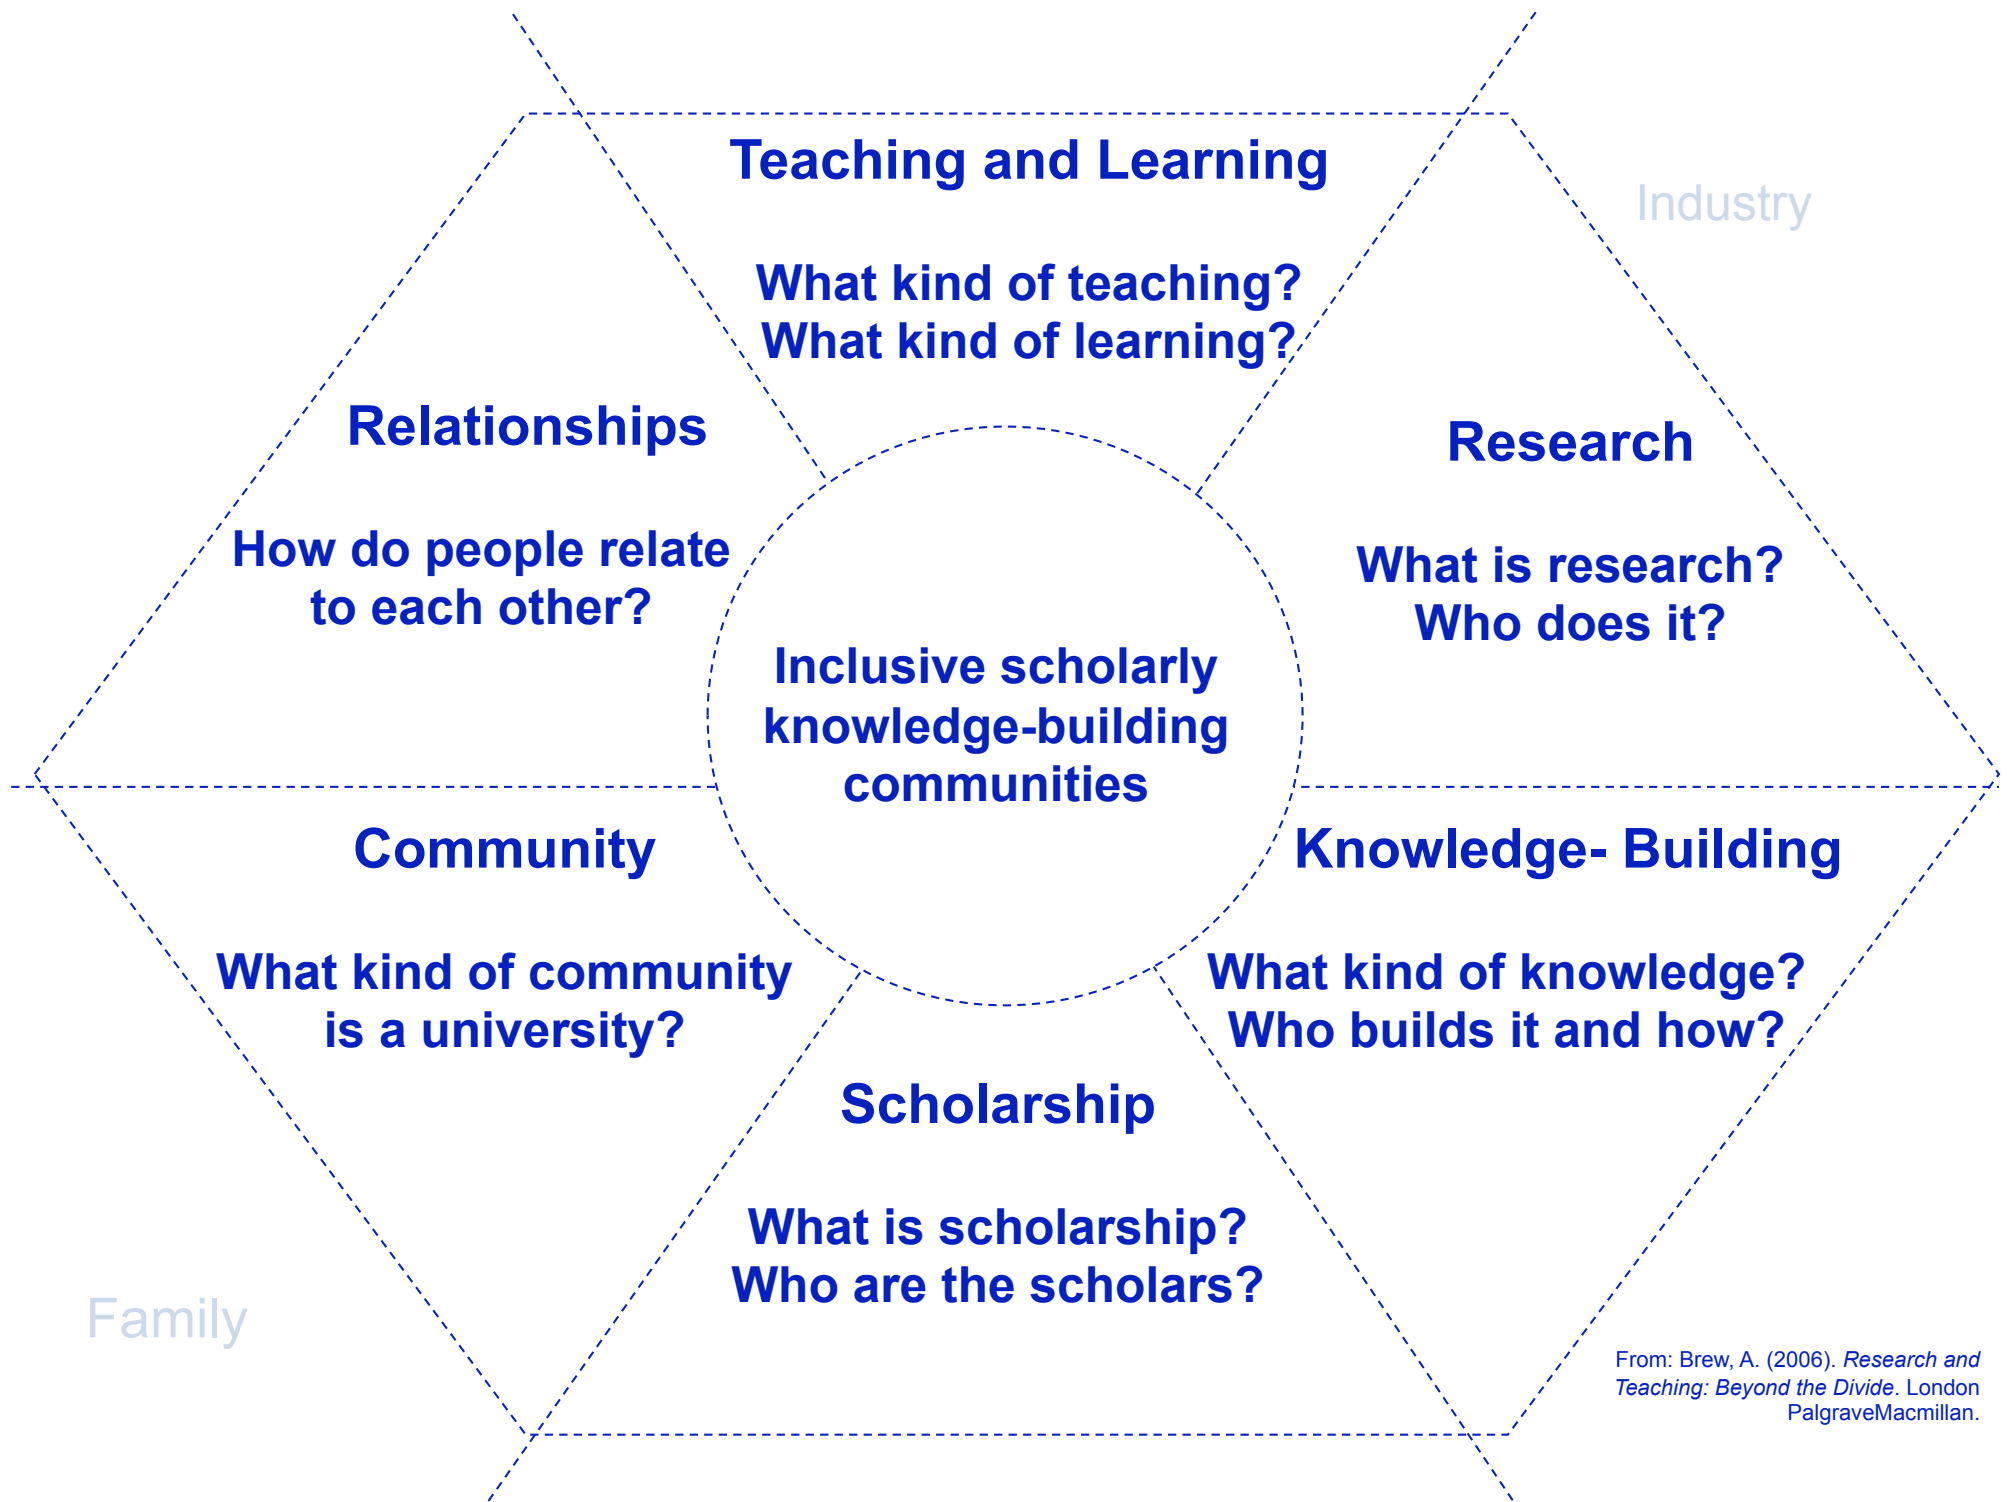 Teaching and Learning
What kind of teaching?
What kind of learning?
Industry
Relationships
How do people relate
to each other?
Research
What is research?
Who does it?
Inclusive scholarly
knowledge-building
communities
Community
What kind of community
is a university?
Knowledge- Building
What kind of knowledge?
Who builds it and how?
Scholarship
What is scholarship?
Who are the scholars?
Family
From: Brew, A. (2006). Research and
Teaching: Beyond the Divide. London
PalgraveMacmillan.